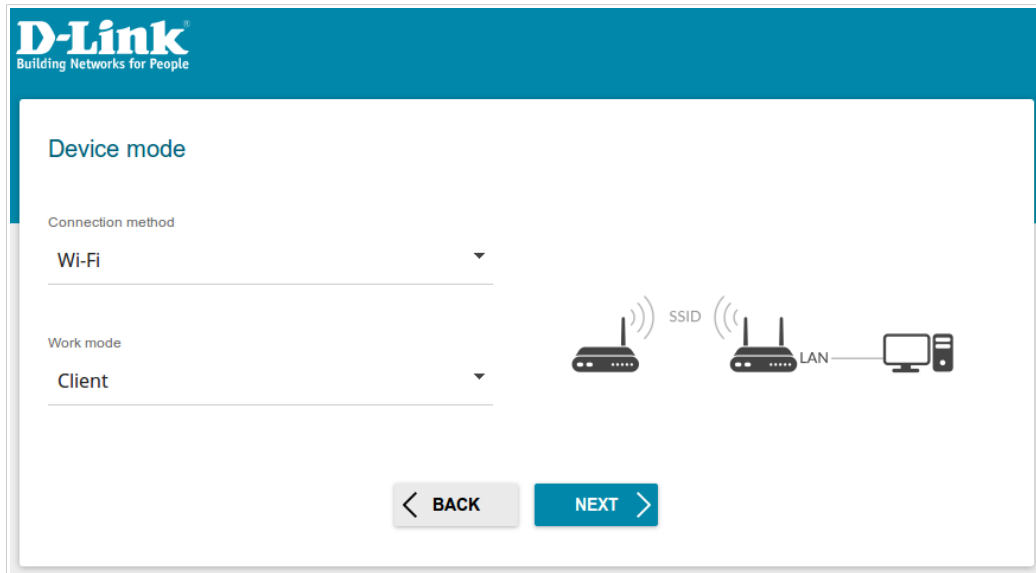 D-Link®
Building Networks for People
Device mode
Connection method
Wi-Fi
Work mode
Client
SSID
LAN
BACK
NEXT